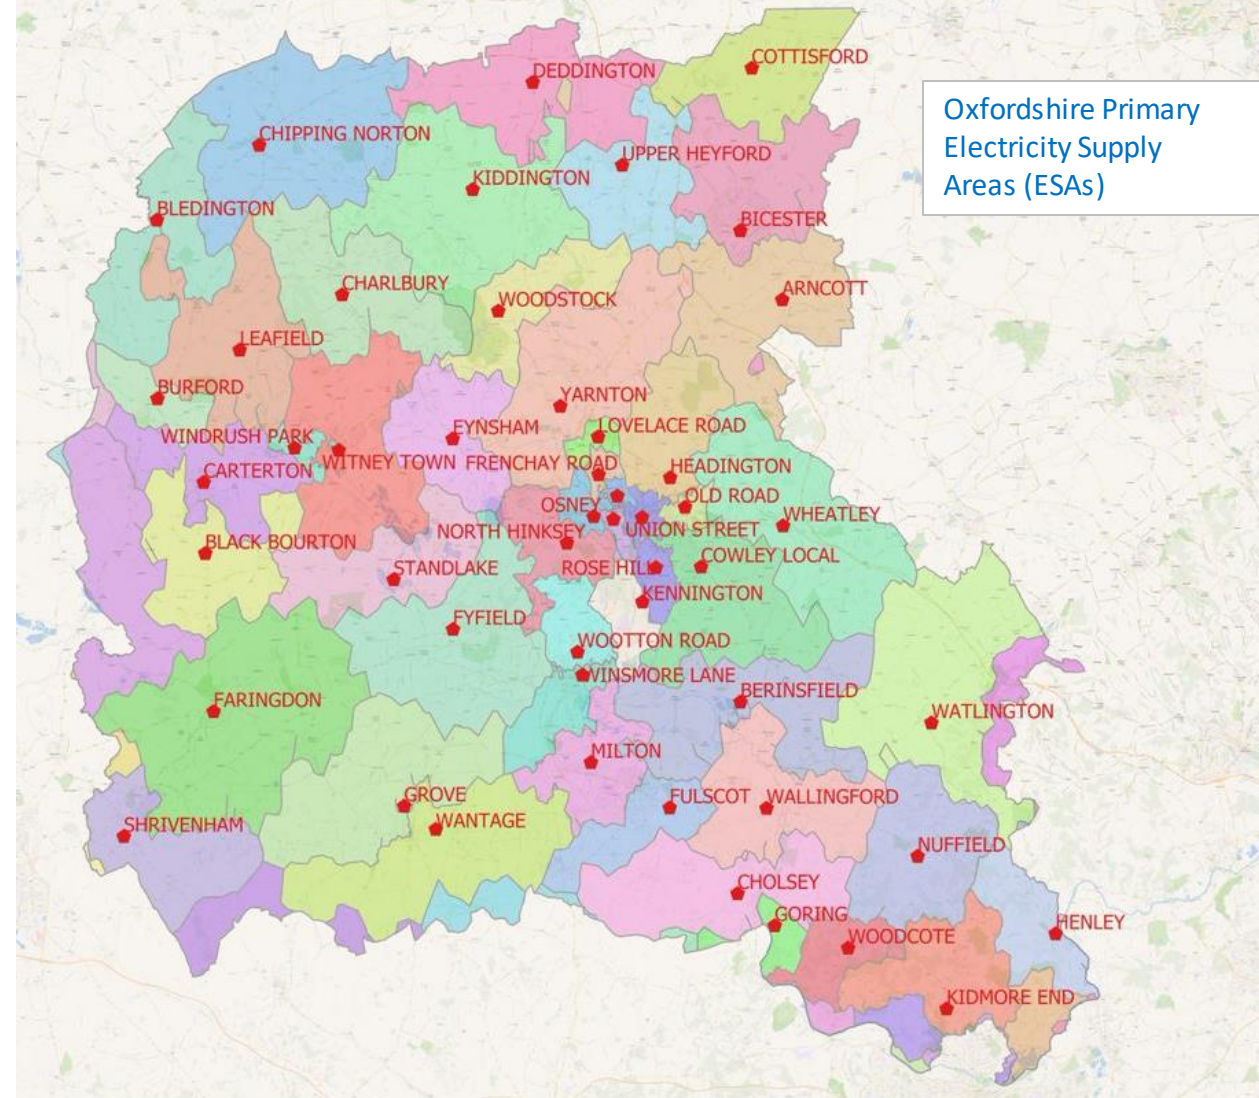 COTTISFORD
DEDDINGTON
Oxfordshire Primary
Electricity Supply
Areas (ESAs)
CHIPPING NORTON
UPPER HEYFORD
KIDDINGTON
BLEDINGTON
BICESTER
CHARLBURY
ARNCOTT
WOODSTOCK
LEAFIELD
BURFORD
YARNTON
WINDRUSH PARK
EYNSHAM
LOVELACE ROAD
CARTERTON
WITNEY TOWN
FRENCHAY ROAD
HEADINGTON
OLD ROAD
OSNEY
WHEATLEY
NORTH HINKSEY
UNION STREET
BLACK BOURTON
STANDLAKE
ROSE HILL
COWLEY LOCAL
KENNINGTON
FYFIELD
WOOTTON ROAD
WINSMORE LANE
FARINGDON
BERINSFIELD
WATLINGTON
MILTON
GROVE
FULSCOT
WALLINGFORD
SHRIVENHAM
WANTAGE
NUFFIELD
CHOLSEY
GORING
HENLEY
WOODCOTE
KIDMORE END